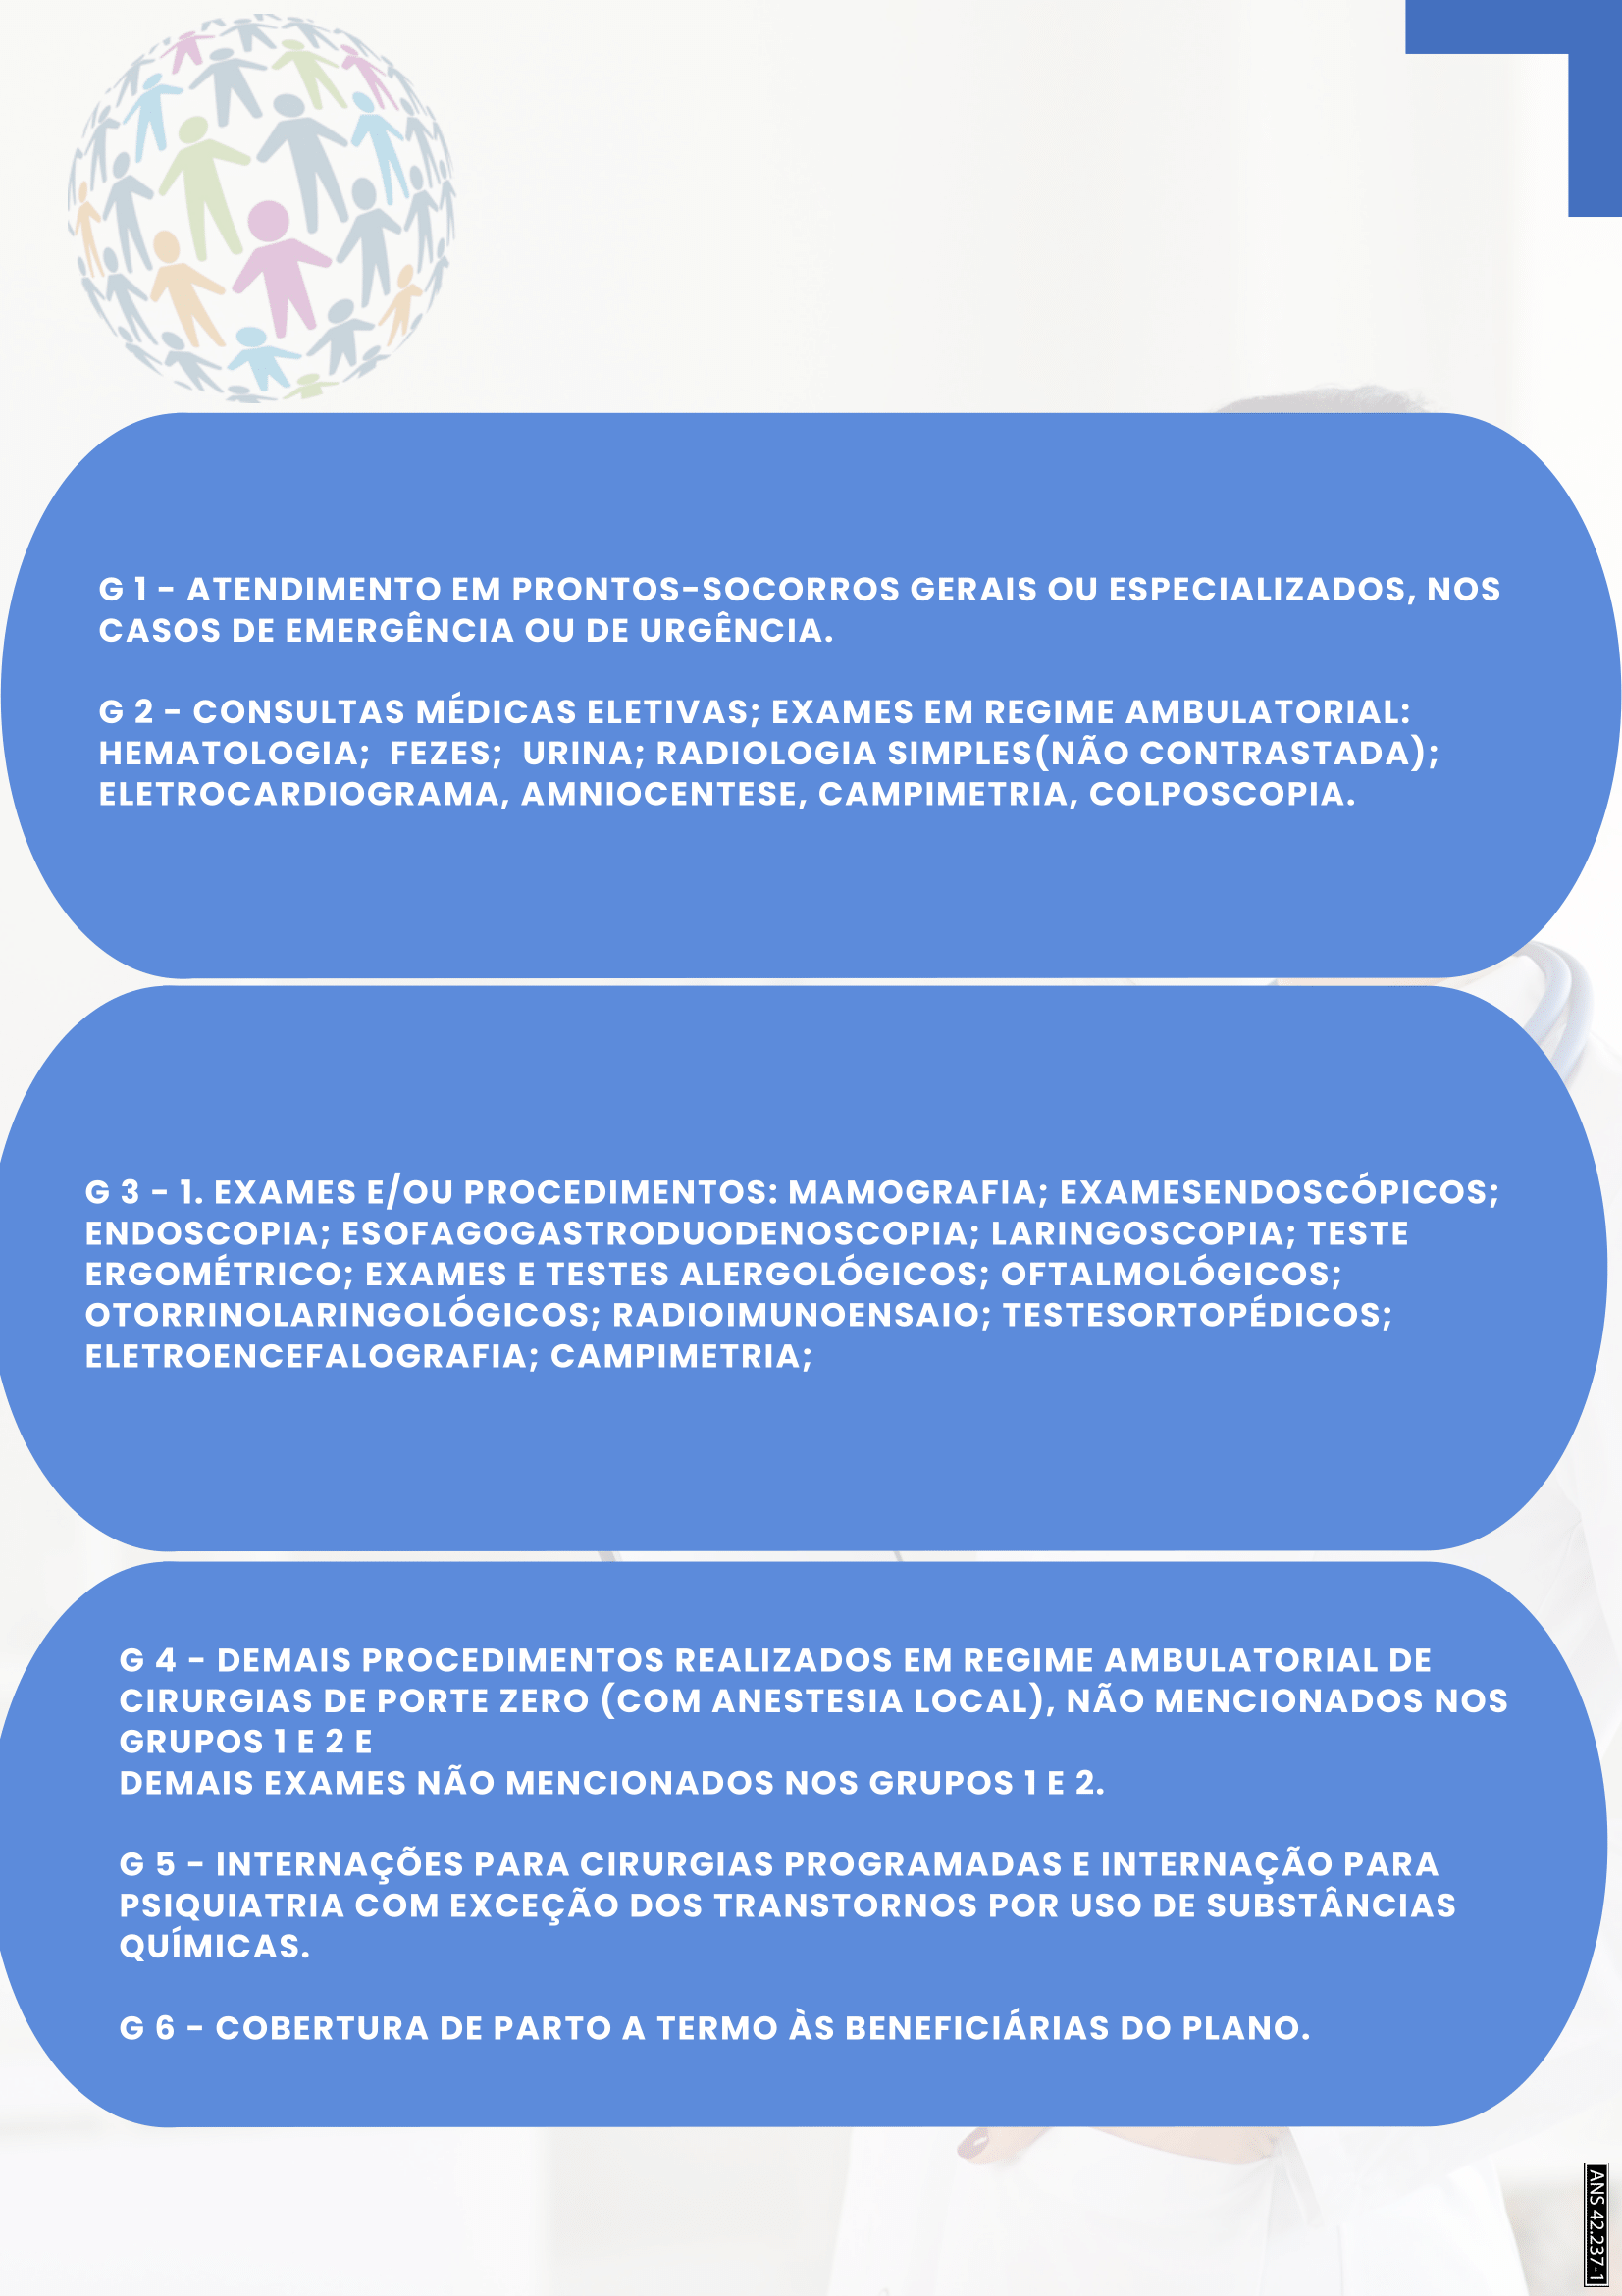 G 1 - ATENDIMENTO EM PRONTOS-SOCORROS GERAIS OU ESPECIALIZADOS, NOS
CASOS DE EMERGÊNCIA OU DE URGÊNCIA.
G 2 - CONSULTAS MÉDICAS ELETIVAS; EXAMES EM REGIME AMBULATORIAL:
HEMATOLOGIA;  FEZES;  URINA; RADIOLOGIA SIMPLES(NÃO CONTRASTADA);
ELETROCARDIOGRAMA, AMNIOCENTESE, CAMPIMETRIA, COLPOSCOPIA.
G 3 - 1. EXAMES E/OU PROCEDIMENTOS: MAMOGRAFIA; EXAMESENDOSCÓPICOS;
ENDOSCOPIA; ESOFAGOGASTRODUODENOSCOPIA; LARINGOSCOPIA; TESTE
ERGOMÉTRICO; EXAMES E TESTES ALERGOLÓGICOS; OFTALMOLÓGICOS;
OTORRINOLARINGOLÓGICOS; RADIOIMUNOENSAIO; TESTESORTOPÉDICOS;
ELETROENCEFALOGRAFIA; CAMPIMETRIA;
G 4 - DEMAIS PROCEDIMENTOS REALIZADOS EM REGIME AMBULATORIAL DE
CIRURGIAS DE PORTE ZERO (COM ANESTESIA LOCAL), NÃO MENCIONADOS NOS
GRUPOS 1 E 2 E
DEMAIS EXAMES NÃO MENCIONADOS NOS GRUPOS 1 E 2.
G 5 - INTERNAÇÕES PARA CIRURGIAS PROGRAMADAS E INTERNAÇÃO PARA
PSIQUIATRIA COM EXCEÇÃO DOS TRANSTORNOS POR USO DE SUBSTÂNCIAS
QUÍMICAS.
G 6 - COBERTURA DE PARTO A TERMO ÀS BENEFICIÁRIAS DO PLANO.
ANS 42.237-1